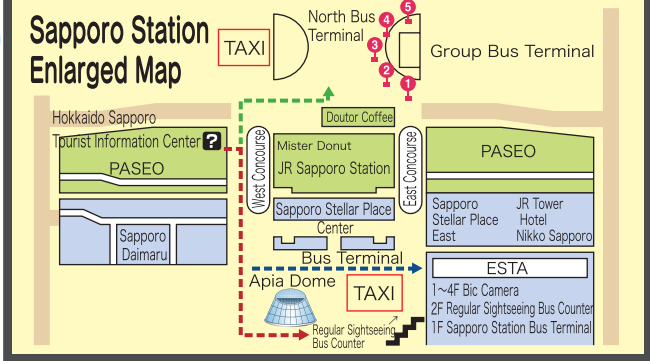 Sapporo Station
Enlarged Map
TAXI
North Bus
Terminal
5
4
3
2
1
Group Bus Terminal
Hokkaido Sapporo
Tourist Information Center ?
PASEO
West Concourse
Doutor Coffee
Mister Donut
JR Sapporo Station
East Concourse
PASEO
Sapporo
Daimaru
Sapporo Stellar Place
Center
Sapporo
Stellar Place
East
JR Tower
Hotel
Nikko Sapporo
Bus Terminal
Apia Dome
TAXI
Regular Sightseeing
Bus Counter
ESTA
1~4F Bic Camera
2F Regular Sightseeing Bus Counter
1F Sapporo Station Bus Terminal